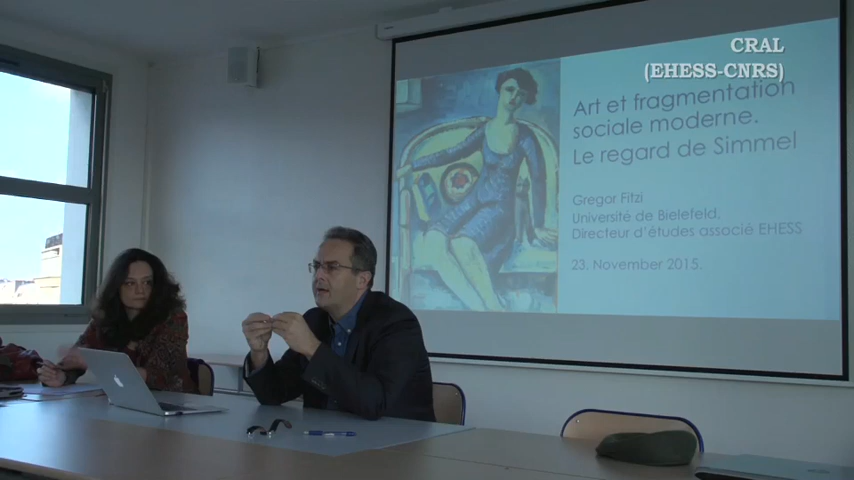 CRAL
(EHESS-CNRS)
Art et fragmentation
sociale moderne.
Le regard de Simmel
Gregor Fitzi
Université de Bielefeld,
Directeur d'études associé EHESS
23. November 2015.